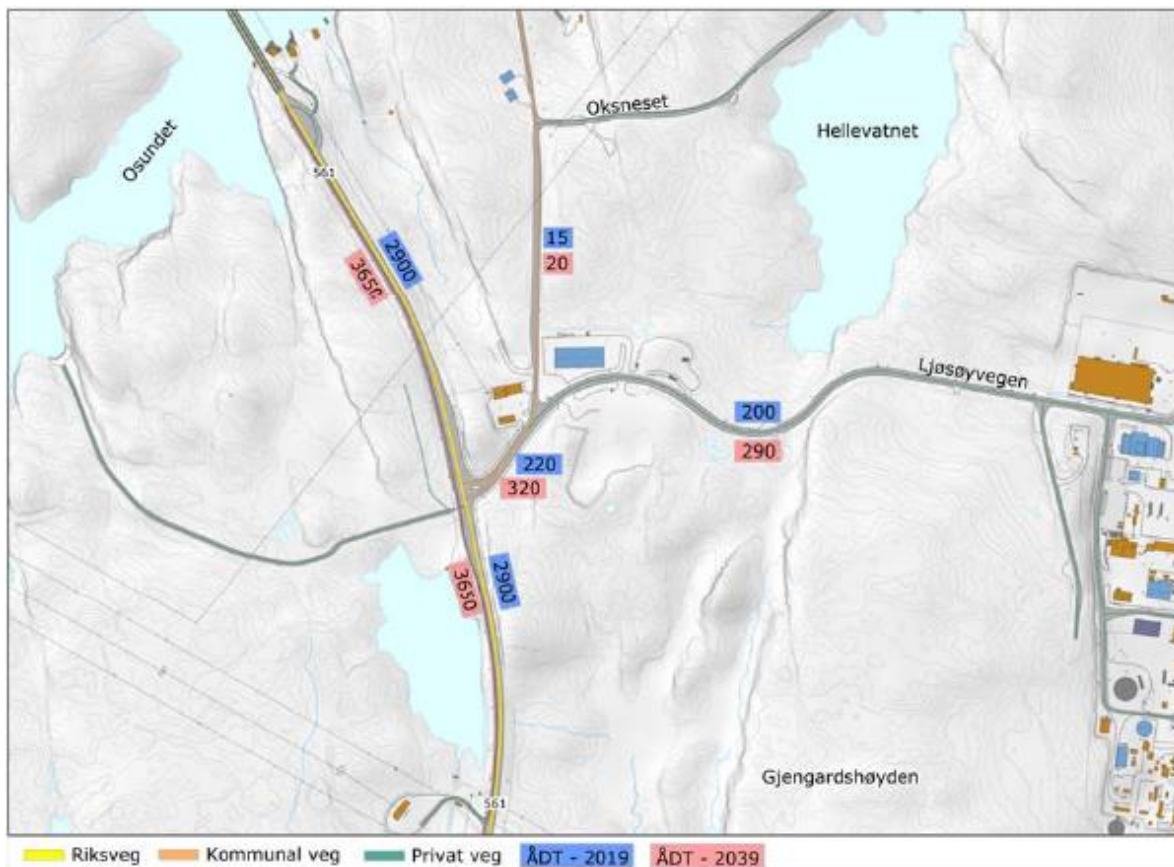 Osundet
Oksneset
Hellevatnet
561
2900
3650
15
20
Ljøsøyvegen
200
290
220
320
2900
3650
Gjengardshøyden
561
Riksveg Kommunal veg Privat veg ÅDT - 2019 ÅDT - 2039